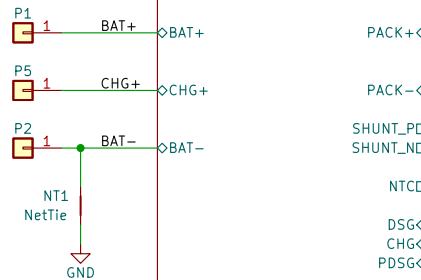 P1
1
BAT+
BAT+
PACK+
P5
1
CHG+
CHG+
PACK-
P2
1
BAT-
BAT-
SHUNT_P
SHUNT_N
NT1
NetTie
NTC
DSG
CHG
PDSG
GND